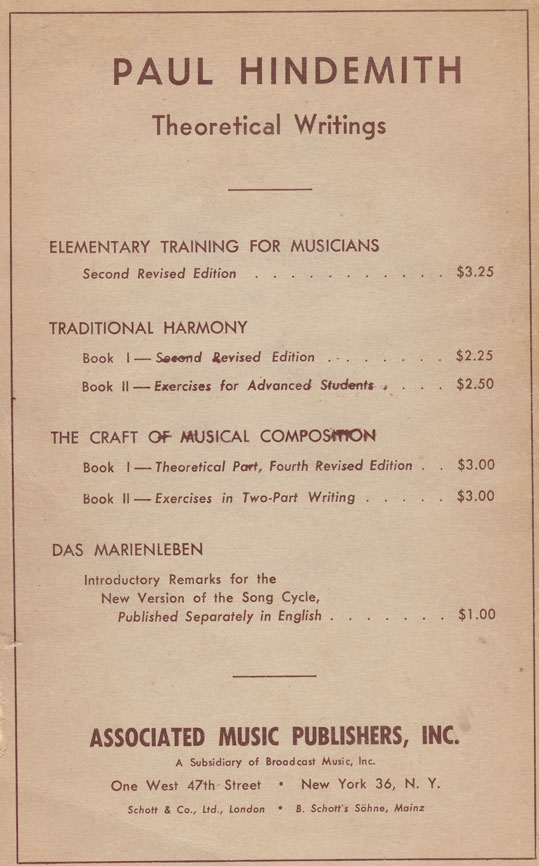 PAUL HINDEMITH
Theoretical Writings
ELEMENTARY TRAINING FOR MUSICIANS
Second Revised Edition . . . . . . . . . . . $3.25
TRADITIONAL HARMONY
Book I — Second Revised Edition . . . . . . . $2.25
Book II — Exercises for Advanced Students . . . . $2.50
THE CRAFT OF MUSICAL COMPOSITION
Book I — Theoretical Part, Fourth Revised Edition . . $3.00
Book II — Exercises in Two-Part Writing . . . . . $3.00
DAS MARIENLEBEN
Introductory Remarks for the
New Version of the Song Cycle,
Published Separately in English . . . . . . . $1.00
ASSOCIATED MUSIC PUBLISHERS, INC.
A Subsidiary of Broadcast Music, Inc.
One West 47th Street • New York 36, N. Y.
Schott & Co., Ltd., London • B. Schott's Söhne, Mainz